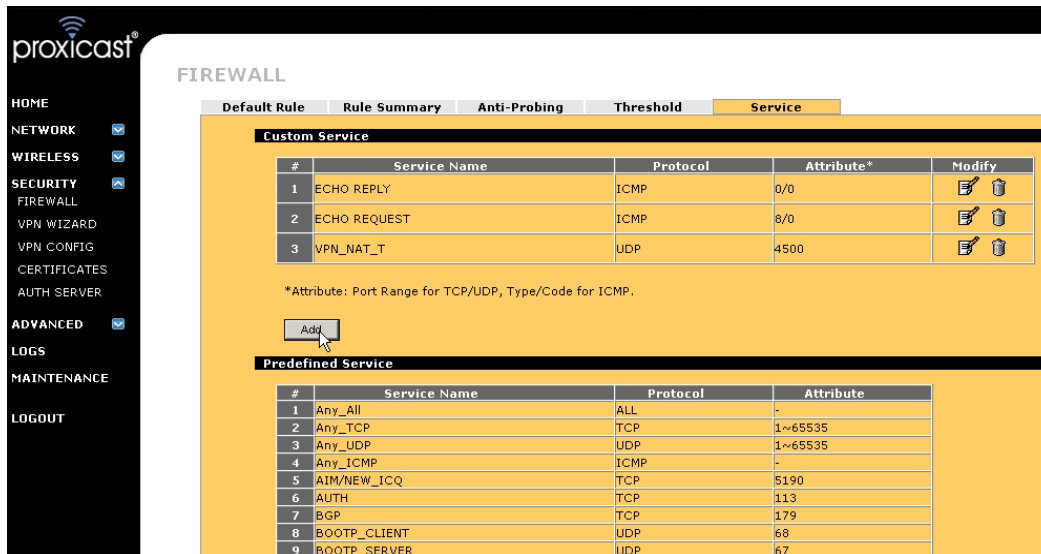 proxicast®
FIREWALL
HOME
NETWORK
WIRELESS
SECURITY
FIREWALL
VPN WIZARD
VPN CONFIG
CERTIFICATES
AUTH SERVER
ADVANCED
LOGS
MAINTENANCE
LOGOUT
Default Rule Rule Summary Anti-Probing Threshold Service
Custom Service
# Service Name Protocol Attribute* Modify
1 ECHO REPLY ICMP 0/0
2 ECHO REQUEST ICMP 8/0
3 VPN_NAT_T UDP 4500
*Attribute: Port Range for TCP/UDP, Type/Code for ICMP.
Add
Predefined Service
# Service Name Protocol Attribute
1 Any_All ALL -
2 Any_TCP TCP 1~65535
3 Any_UDP UDP 1~65535
4 Any_ICMP ICMP -
5 AIM/NEW_ICQ TCP 5190
6 AUTH TCP 113
7 BGP TCP 179
8 BOOTP_CLIENT UDP 68
9 BOOTP_SERVER UDP 67